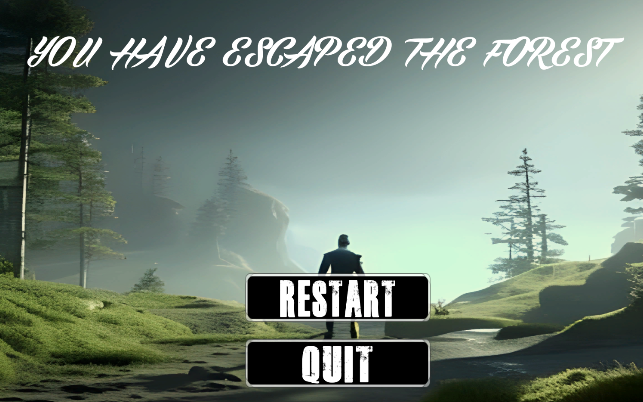 YOU HAVE ESCAPED THE FOREST
RESTART
QUIT